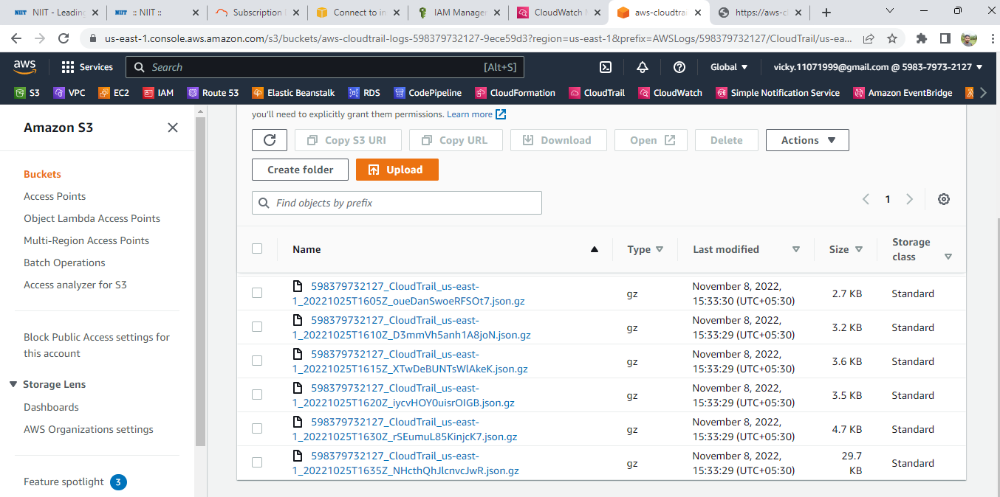 NIIT - Leading
NIIT :: NIIT ::
Subscription
Connect to in
IAM Manager
CloudWatch
aws-cloudtrai
https://aws-cl
us-east-1.console.aws.amazon.com/s3/buckets/aws-cloudtrail-logs-598379732127-9ece59d3?region=us-east-1&prefix=AWSLogs/598379732127/CloudTrail/us-ea...
aws
Services
Search
[Alt+S]
Global
vicky.11071999@gmail.com @ 5983-7973-2127
S3 VPC EC2 IAM Route 53 Elastic Beanstalk RDS CodePipeline CloudFormation CloudTrail CloudWatch Simple Notification Service Amazon EventBridge
Amazon S3
Buckets
Access Points
Object Lambda Access Points
Multi-Region Access Points
Batch Operations
Access analyzer for S3
Block Public Access settings for
this account
Storage Lens
Dashboards
AWS Organizations settings
Feature spotlight 3
you'll need to explicitly grant them permissions. Learn more
Copy S3 URI Copy URL Download Open Delete Actions
Create folder Upload
Find objects by prefix
1
Name Type Last modified Size Storage
class
598379732127_CloudTrail_us-east-
1_20221025T1605Z_oueDanSwoeRFSOt7.json.gz
gz
November 8, 2022,
15:33:30 (UTC+05:30)
2.7 KB
Standard
598379732127_CloudTrail_us-east-
1_20221025T1610Z_D3mmVh5anh1A8joN.json.gz
gz
November 8, 2022,
15:33:29 (UTC+05:30)
3.2 KB
Standard
598379732127_CloudTrail_us-east-
1_20221025T1615Z_XTwDeBUNTsWlAkeK.json.gz
gz
November 8, 2022,
15:33:29 (UTC+05:30)
3.6 KB
Standard
598379732127_CloudTrail_us-east-
1_20221025T1620Z_iycvHOY0uisrOIGB.json.gz
gz
November 8, 2022,
15:33:29 (UTC+05:30)
3.5 KB
Standard
598379732127_CloudTrail_us-east-
1_20221025T1630Z_rSEumuL85KinjcK7.json.gz
gz
November 8, 2022,
15:33:29 (UTC+05:30)
4.7 KB
Standard
598379732127_CloudTrail_us-east-
1_20221025T1635Z_NHcthQhJlcnvcJwR.json.gz
gz
November 8, 2022,
15:33:29 (UTC+05:30)
29.7
KB
Standard